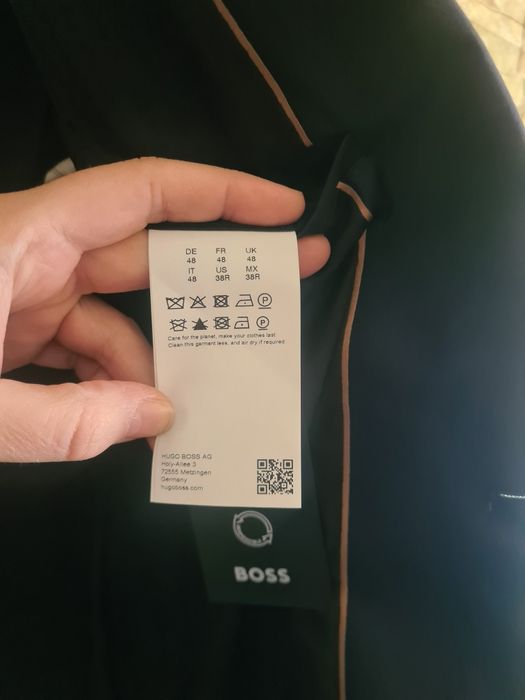 DE FR UK
48 48 48
IT US MX
48 38R 38R
P
P
Care for the planet, make your clothes last
Clean this garment less, and air dry if required
HUGO BOSS AG
Holy-Allee 3
72555 Metzingen
Germany
hugoboss.com
BOSS